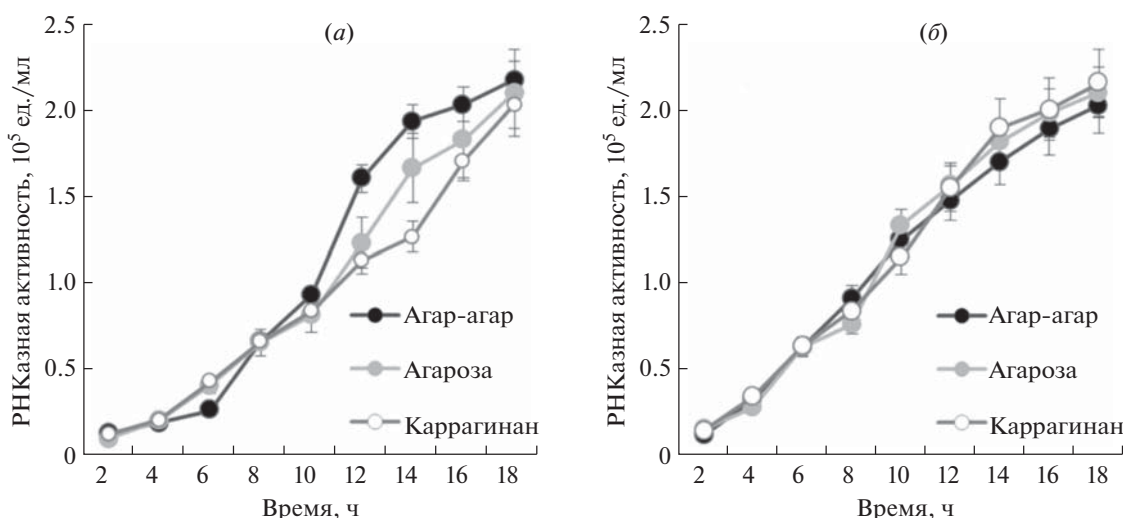 (а)
РНКазная активность, 10⁵ ед./мл
2.5
2.0
1.5
1.0
0.5
0
Агар-агар
Агароза
Каррагинан
2 4 6 8 10 12 14 16 18
Время, ч
(б)
РНКазная активность, 10⁵ ед./мл
2.5
2.0
1.5
1.0
0.5
0
Агар-агар
Агароза
Каррагинан
2 4 6 8 10 12 14 16 18
Время, ч